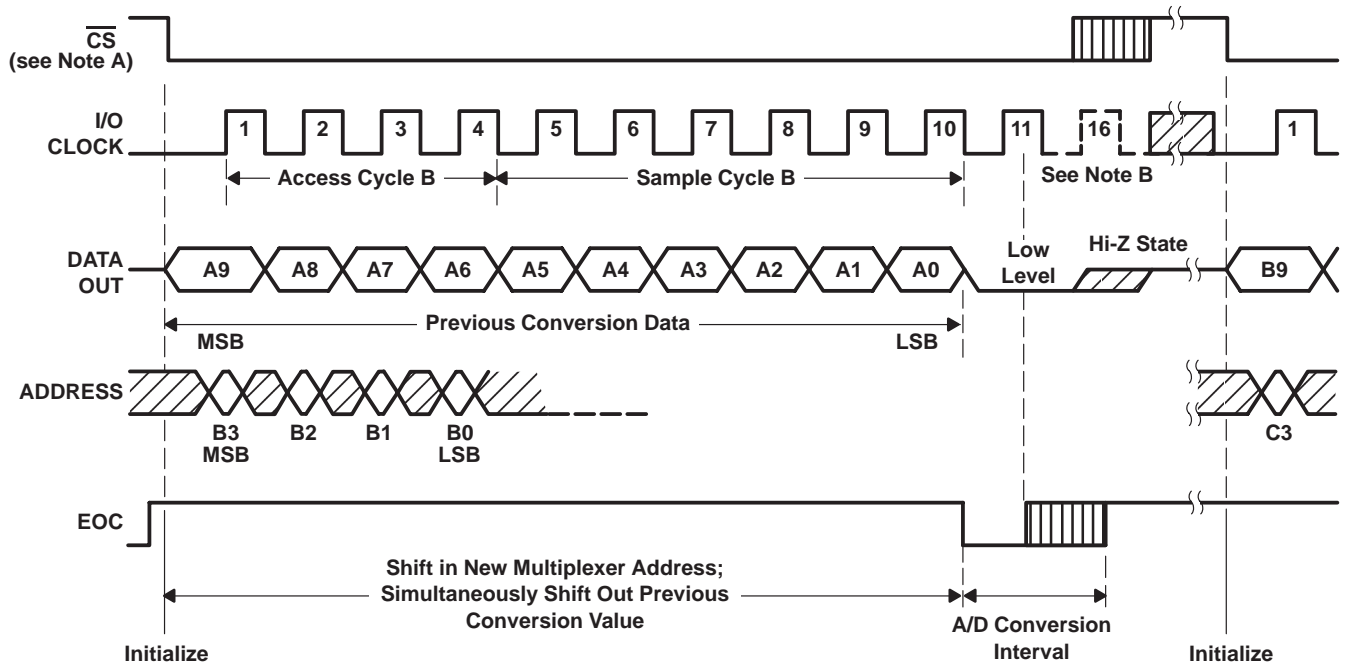 CS
(see Note A)
I/O
CLOCK
1 2 3 4 5 6 7 8 9 10 11 16 1
Access Cycle B
Sample Cycle B
See Note B
DATA
OUT
A9 A8 A7 A6 A5 A4 A3 A2 A1 A0
Low
Level
Hi-Z State
B9
Previous Conversion Data
MSB
LSB
ADDRESS
B3
MSB
B2
B1
B0
LSB
C3
EOC
Shift in New Multiplexer Address;
Simultaneously Shift Out Previous
Conversion Value
A/D Conversion
Interval
Initialize
Initialize